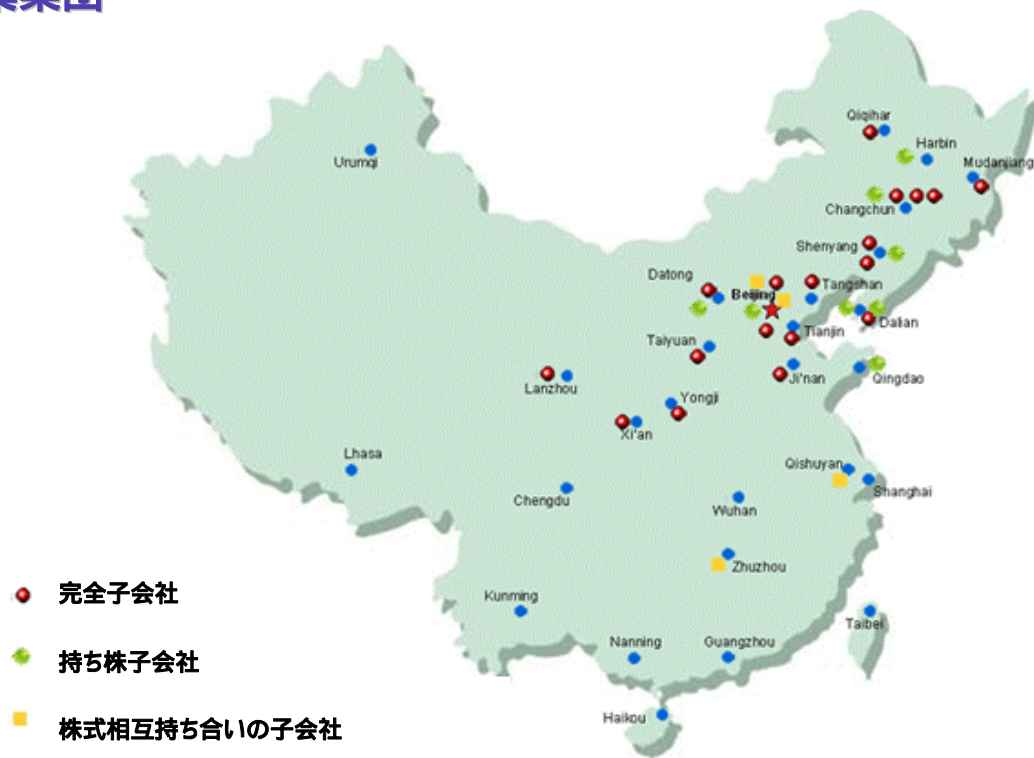 集団
Qiqihar
Harbin
Mudanjiang
Urumqi
Changchun
Shenyang
Datong
Beijing
Tangshan
Dalian
Tianjin
Taiyuan
Ji'nan
Qingdao
Lanzhou
Yongji
Xi'an
Lhasa
Qishuyan
Shanghai
Chengdu
Wuhan
Zhuzhou
完全子会社
Kunming
Taibei
持ち株子会社
Nanning
Guangzhou
Haikou
株式相互持ち合いの子会社